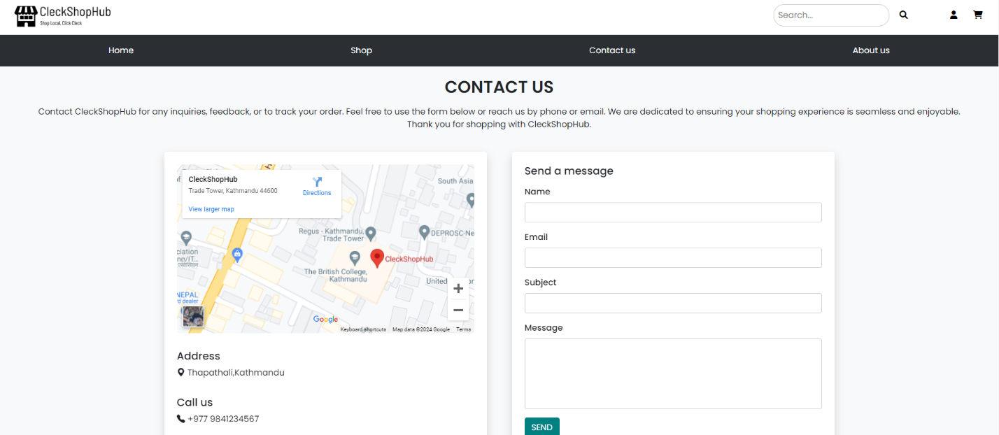 CleckShopHub
Shop Local, Click Cleck
Search...
Home
Shop
Contact us
About us
CONTACT US
Contact CleckShopHub for any inquiries, feedback, or to track your order. Feel free to use the form below or reach us by phone or email. We are dedicated to ensuring your shopping experience is seamless and enjoyable.
Thank you for shopping with CleckShopHub.
CleckShopHub
Trade Tower, Kathmandu 44600
Directions
View larger map
South Asia
Regus - Kathmandu,
Trade Tower
DEPROSC-Ne
ciation
no/IT...
CleckShopHub
The British College,
Kathmandu
United
NEPAL
rd dealer
Google
Keyboard shortcuts
Map data ©2024 Google
Terms
Address
Thapathali,Kathmandu
Call us
+977 9841234567
Send a message
Name
Email
Subject
Message
SEND